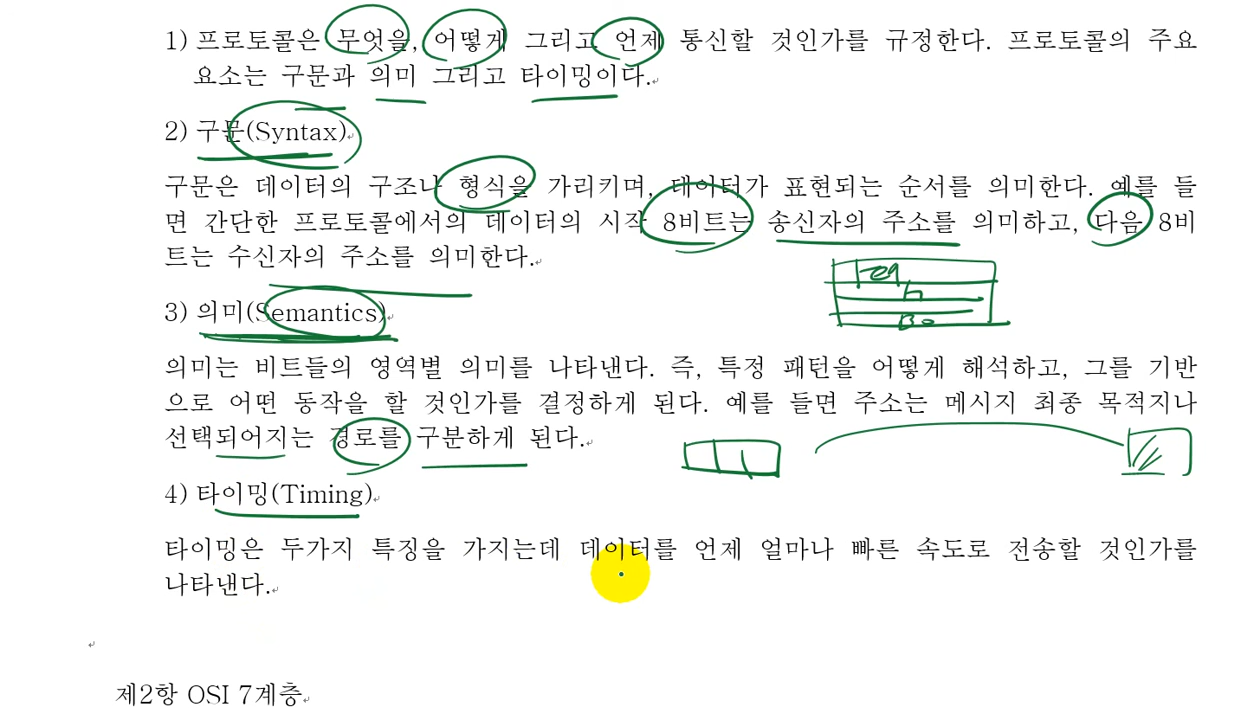 1) 프로토콜은 무엇을, 어떻게 그리고 언제 통신할 것인가를 규정한다. 프로토콜의 주요
요소는 구문과 의미 그리고 타이밍이다.
2) 구문(Syntax)
구문은 데이터의 구조나 형식을 가리키며, 데이터가 표현되는 순서를 의미한다. 예를 들
면 간단한 프로토콜에서의 데이터의 시작 8비트는 송신자의 주소를 의미하고, 다음 8비
트는 수신자의 주소를 의미한다.
3) 의미(Semantics)
의미는 비트들의 영역별 의미를 나타낸다. 즉, 특정 패턴을 어떻게 해석하고, 그를 기반
으로 어떤 동작을 할 것인가를 결정하게 된다. 예를 들면 주소는 메시지 최종 목적지나
선택되어지는 경로를 구분하게 된다.
4) 타이밍(Timing)
타이밍은 두가지 특징을 가지는데 데이터를 언제 얼마나 빠른 속도로 전송할 것인가를
나타낸다.
제2항 OSI 7계층